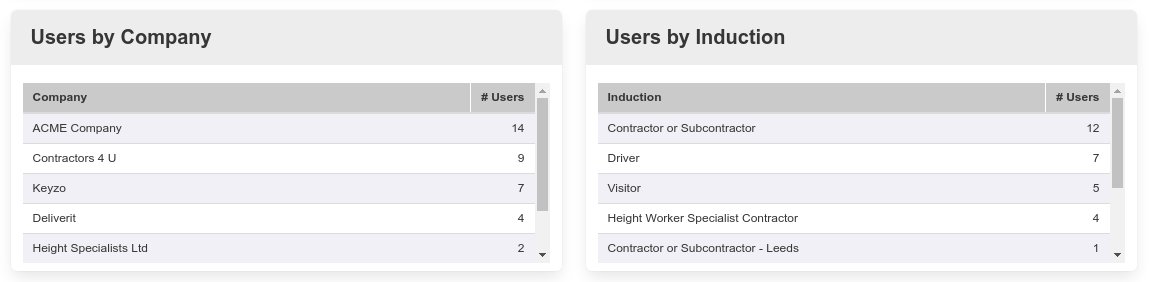 Users by Company
Company # Users
ACME Company 14
Contractors 4 U 9
Keyzo 7
Deliverit 4
Height Specialists Ltd 2
Users by Induction
Induction # Users
Contractor or Subcontractor 12
Driver 7
Visitor 5
Height Worker Specialist Contractor 4
Contractor or Subcontractor - Leeds 1